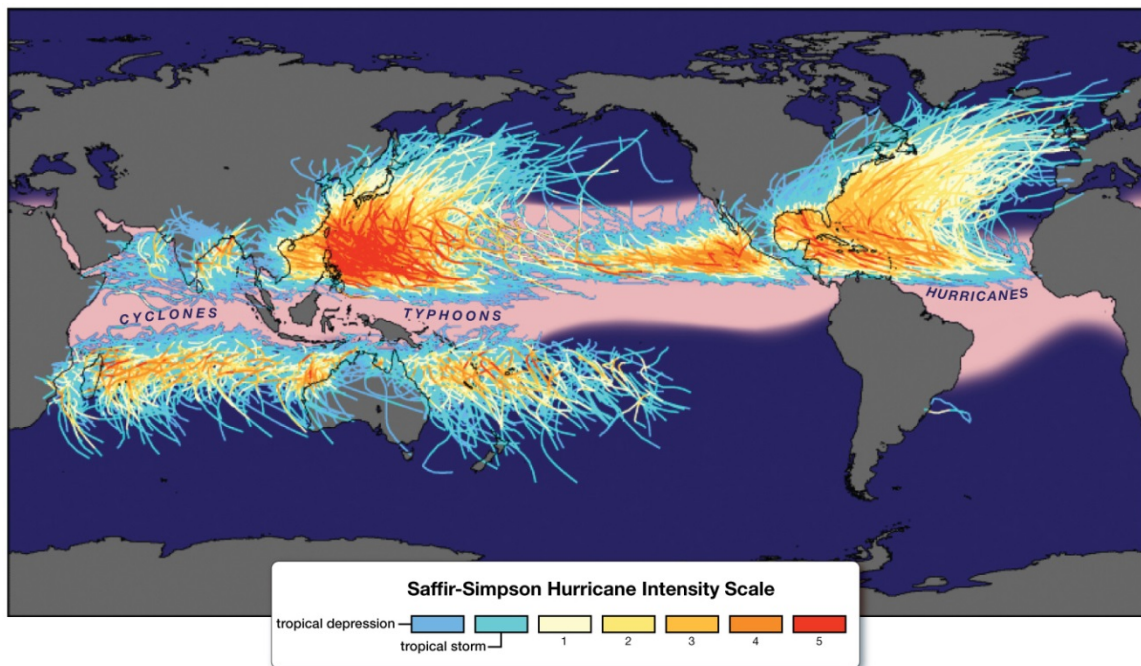 CYCLONES
TYPHOONS
HURRICANES
Saffir-Simpson Hurricane Intensity Scale
tropical depression
tropical storm
1 2 3 4 5